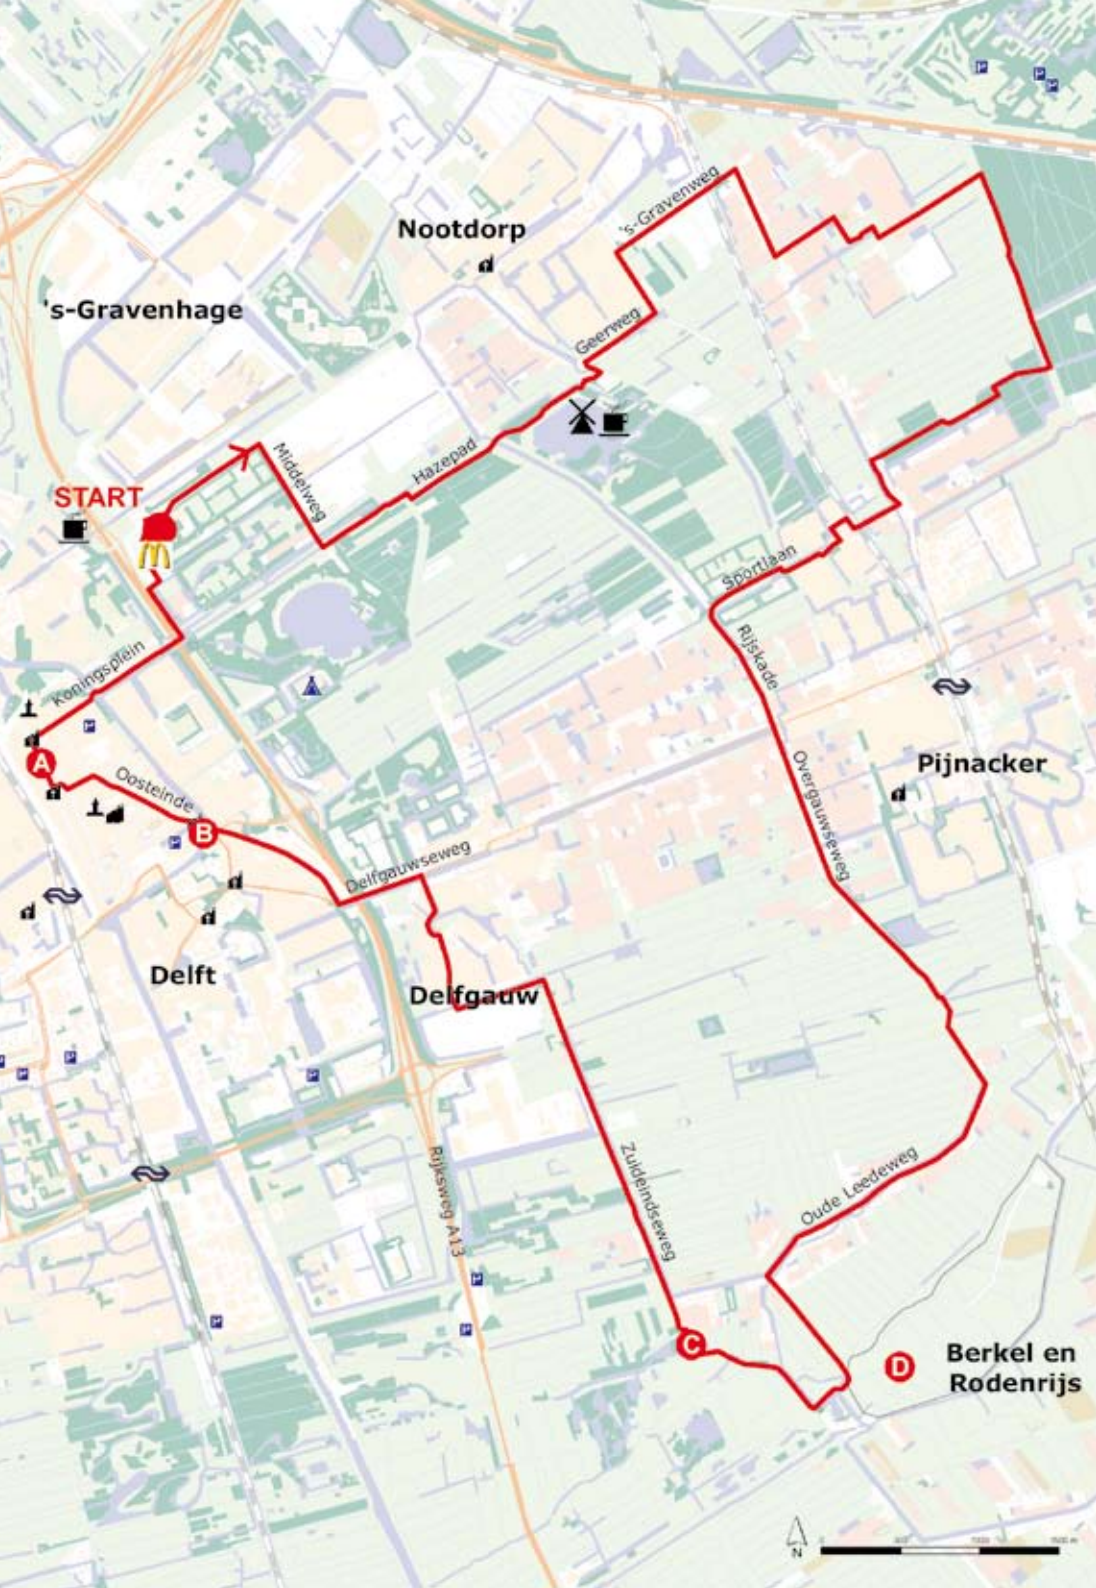 's-Gravenweg
Nootdorp
's-Gravenhage
Geerweg
Middelweg
Hazepad
START
Sportlaan
Rijskade
Koningsplein
Overgauwseweg
Pijnacker
A
Oosteinde
B
Delfgauwseweg
Delft
Delfgauw
Zuideindseweg
Rijksweg A13
Oude Leedeweg
C
D
Berkel en
Rodenrijs
N
P
P
P
P
P
P
P
P
P
P
P